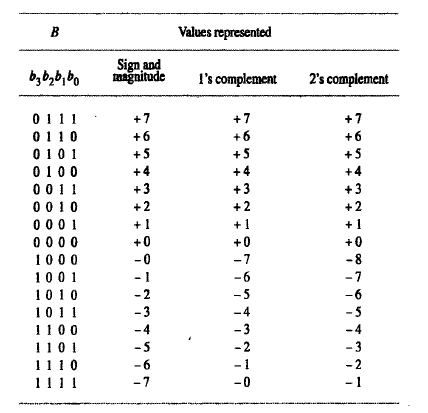 B Values represented
b3b2b1b0 Sign and magnitude 1's complement 2's complement
0 1 1 1 +7 +7 +7
0 1 1 0 +6 +6 +6
0 1 0 1 +5 +5 +5
0 1 0 0 +4 +4 +4
0 0 1 1 +3 +3 +3
0 0 1 0 +2 +2 +2
0 0 0 1 +1 +1 +1
0 0 0 0 +0 +0 +0
1 0 0 0 -0 -7 -8
1 0 0 1 -1 -6 -7
1 0 1 0 -2 -5 -6
1 0 1 1 -3 -4 -5
1 1 0 0 -4 -3 -4
1 1 0 1 -5 -2 -3
1 1 1 0 -6 -1 -2
1 1 1 1 -7 -0 -1